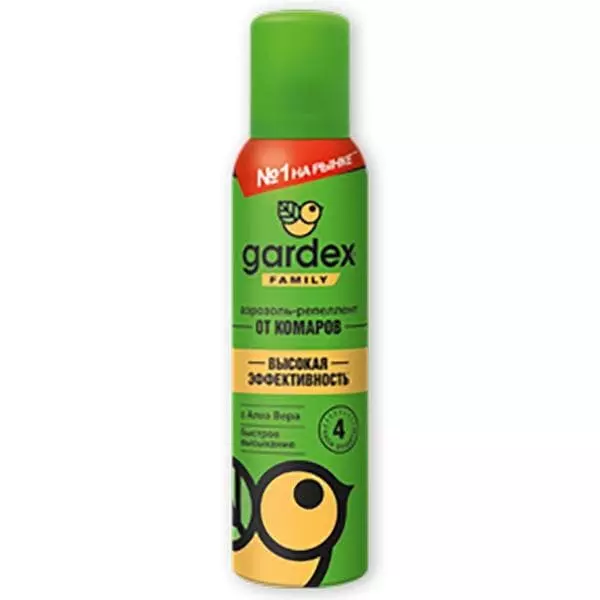 №1 НА РЫНКЕ
gardex
FAMILY
аэрозоль-репеллент
ОТ КОМАРОВ
ВЫСОКАЯ
ЭФФЕКТИВНОСТЬ
с Алоэ Вера
быстрое
высыхание
4